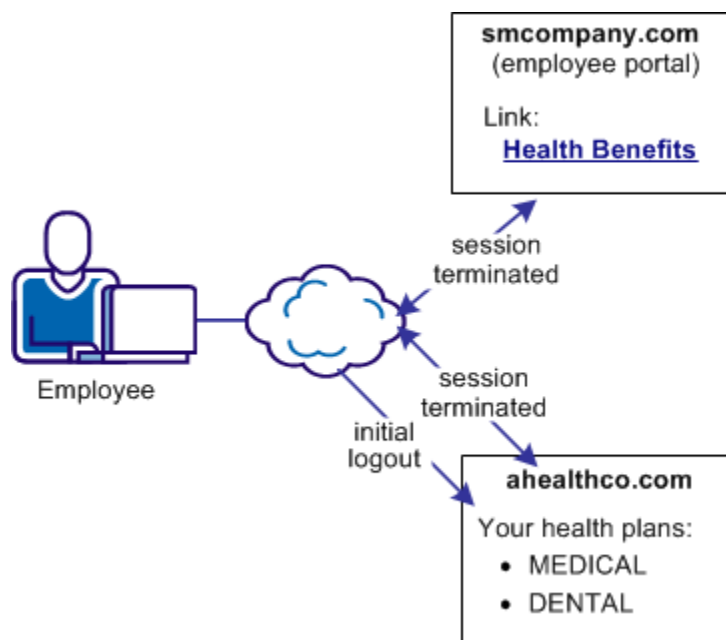 smcompany.com
(employee portal)
Link:
Health Benefits
session
terminated
Employee
session
terminated
initial
logout
ahealthco.com
Your health plans:
• MEDICAL
• DENTAL